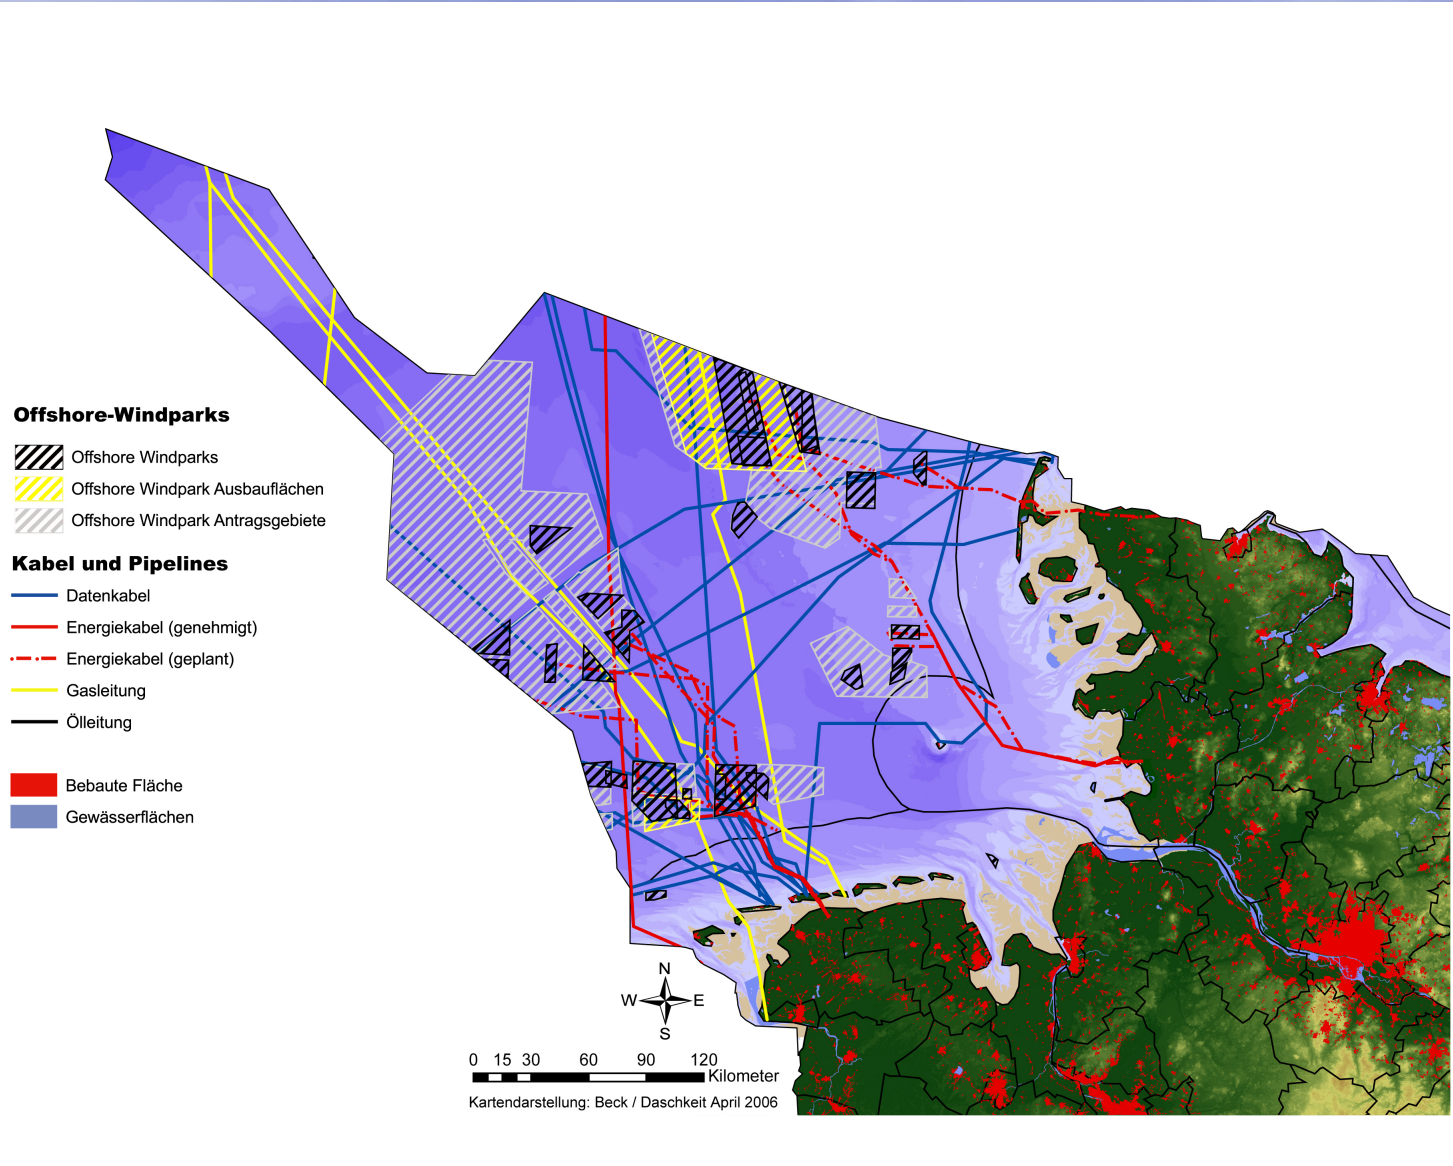 Offshore-Windparks
Offshore Windparks
Offshore Windpark Ausbauflächen
Offshore Windpark Antragsgebiete
Kabel und Pipelines
Datenkabel
Energiekabel (genehmigt)
Energiekabel (geplant)
Gasleitung
Ölleitung
Bebaute Fläche
Gewässerflächen
N
W E
S
0 15 30 60 90 120
Kilometer
Kartendarstellung: Beck / Daschkeit April 2006